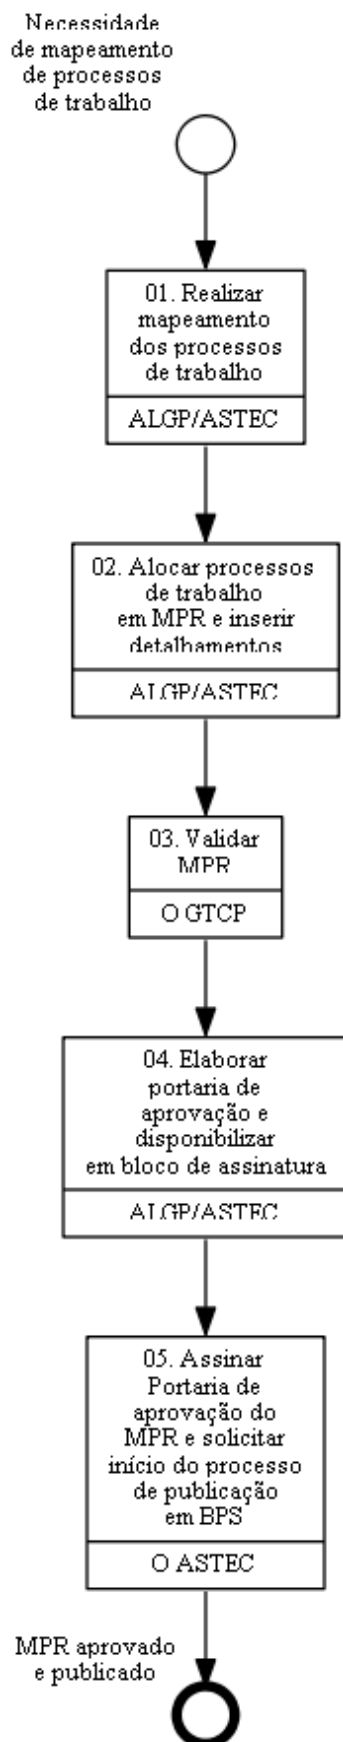 Necessidade
de mapeamento
de processos
de trabalho
01. Realizar
mapeamento
dos processos
de trabalho
ALGP/ASTEC
02. Alocar processos
de trabalho
em MPR e inserir
detalhamentos
ALGP/ASTEC
03. Validar
MPR
O GTCP
04. Elaborar
portaria de
aprovação e
disponibilizar
em bloco de assinatura
ALGP/ASTEC
05. Assinar
Portaria de
aprovação do
MPR e solicitar
início do processo
de publicação
em BPS
O ASTEC
MPR aprovado
e publicado